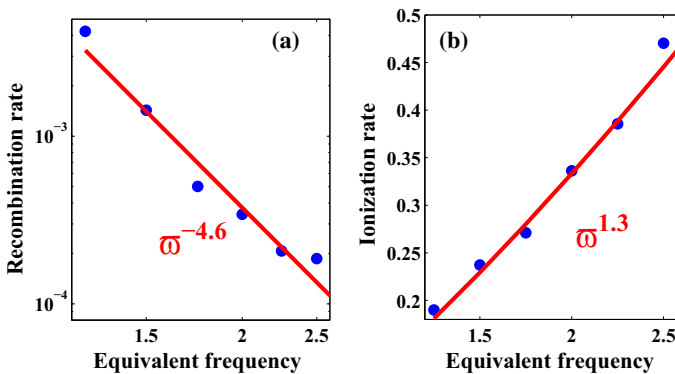 (a)
Recombination rate
10⁻³
10⁻⁴
ϖ⁻⁴·⁶
1.5 2 2.5
Equivalent frequency
(b)
Ionization rate
0.5
0.45
0.4
0.35
0.3
0.25
0.2
ϖ¹·³
1.5 2 2.5
Equivalent frequency